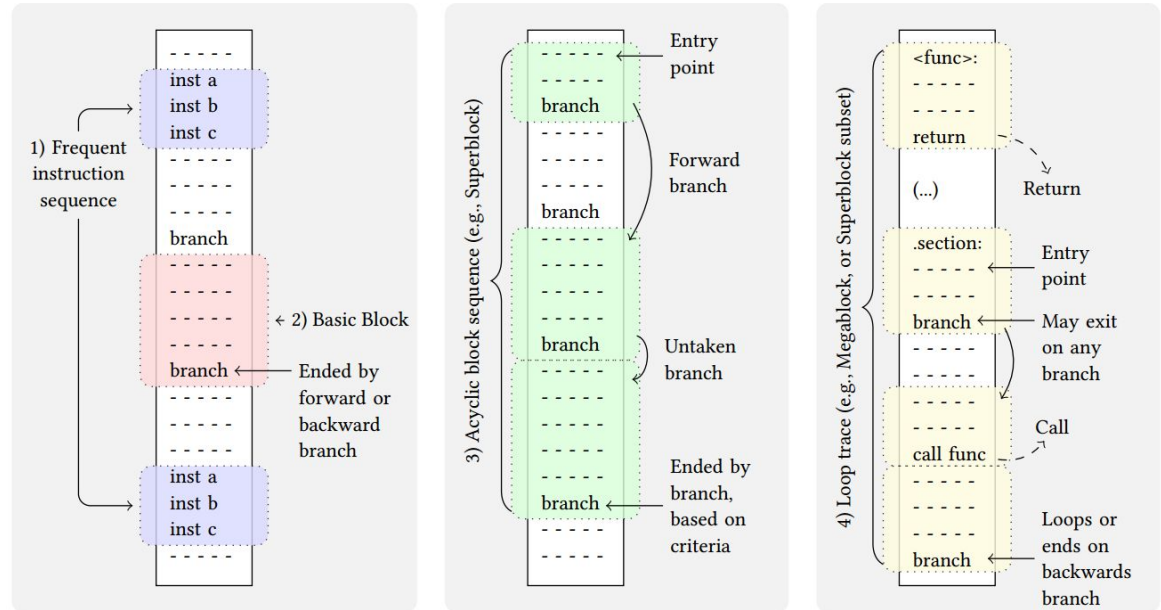 - - - - -
inst a
inst b
inst c
- - - - -
- - - - -
- - - - -
branch
- - - - -
- - - - -
- - - - -
- - - - -
branch
- - - - -
- - - - -
- - - - -
inst a
inst b
inst c
- - - - -
1) Frequent
instruction
sequence
2) Basic Block
Ended by
forward or
backward
branch
3) Acyclic block sequence (e.g., Superblock)
- - - - -
- - - - -
branch
- - - - -
- - - - -
- - - - -
branch
- - - - -
- - - - -
- - - - -
- - - - -
branch
- - - - -
- - - - -
- - - - -
- - - - -
- - - - -
branch
- - - - -
- - - - -
Entry
point
Forward
branch
Untaken
branch
Ended by
branch,
based on
criteria
4) Loop trace (e.g., Megablock, or Superblock subset)
<func>:
- - - - -
- - - - -
return
(...)
.section:
- - - - -
- - - - -
branch
- - - - -
- - - - -
- - - - -
- - - - -
call func
- - - - -
- - - - -
- - - - -
branch
Return
Entry
point
May exit
on any
branch
Call
Loops or
ends on
backwards
branch